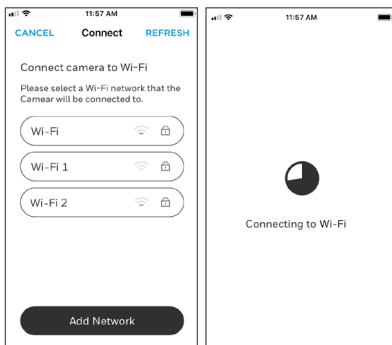 11:57 AM
CANCEL Connect REFRESH
Connect camera to Wi-Fi
Please select a Wi-Fi network that the
Camear will be connected to.
Wi-Fi
Wi-Fi 1
Wi-Fi 2
Add Network
11:57 AM
Connecting to Wi-Fi